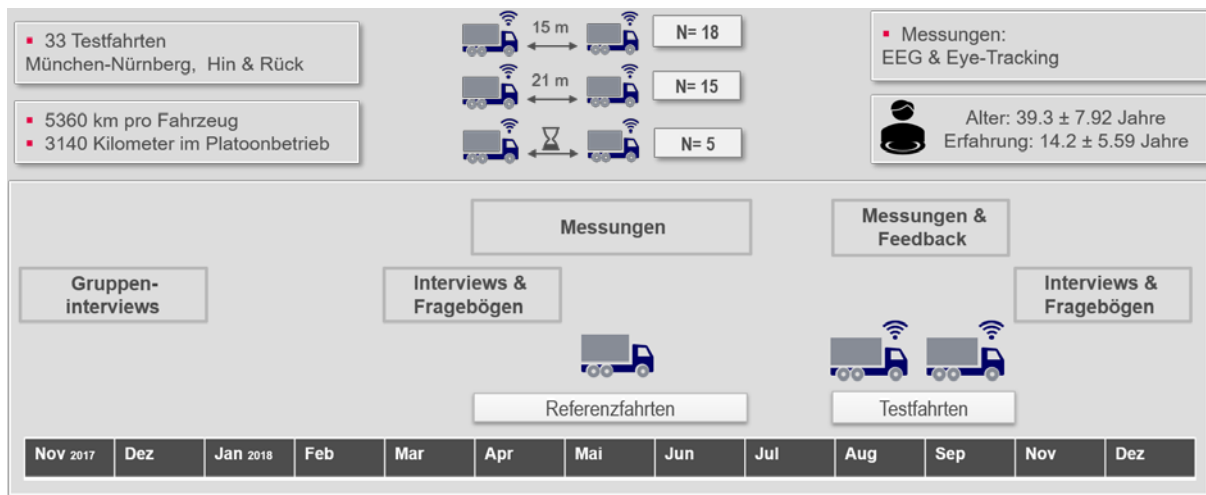 ▪ 33 Testfahrten
München-Nürnberg, Hin & Rück
▪ 5360 km pro Fahrzeug
▪ 3140 Kilometer im Platoonbetrieb
15 m
N= 18
21 m
N= 15
N= 5
▪ Messungen:
EEG & Eye-Tracking
Alter: 39.3 ± 7.92 Jahre
Erfahrung: 14.2 ± 5.59 Jahre
Messungen
Messungen &
Feedback
Gruppen-
interviews
Interviews &
Fragebögen
Interviews &
Fragebögen
Referenzfahrten
Testfahrten
Nov 2017 Dez Jan 2018 Feb Mar Apr Mai Jun Jul Aug Sep Nov Dez